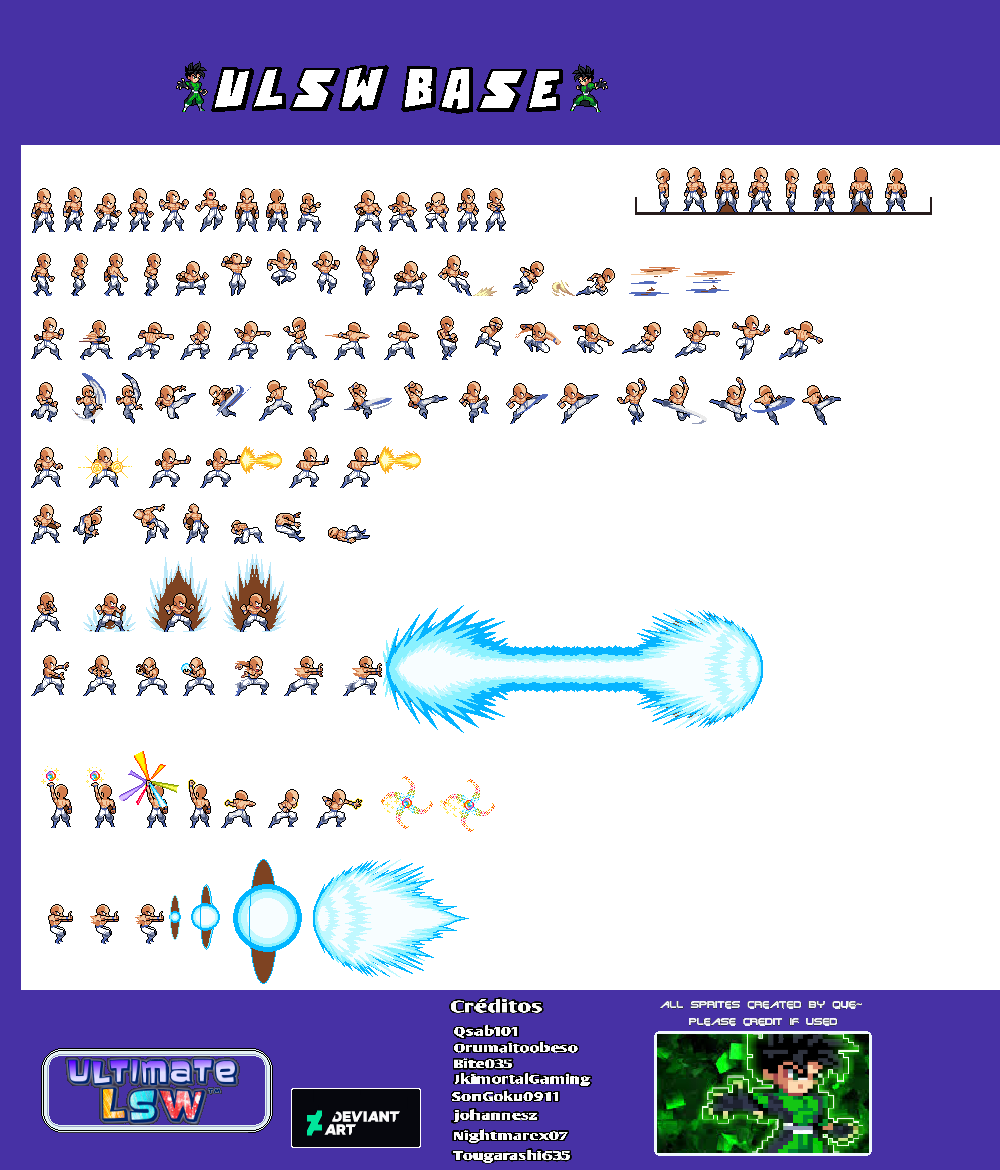 ULSW BASE
Créditos
Qsab101
Orumaitoobeso
Bite035
JkimortalGaming
SonGoku0911
johannesz
Nightmarex07
Tougarashi635
ALL SPRITES CREATED BY QUE~
PLEASE CREDIT IF USED
ULTIMATE
LSW™
DEVIANT
ART